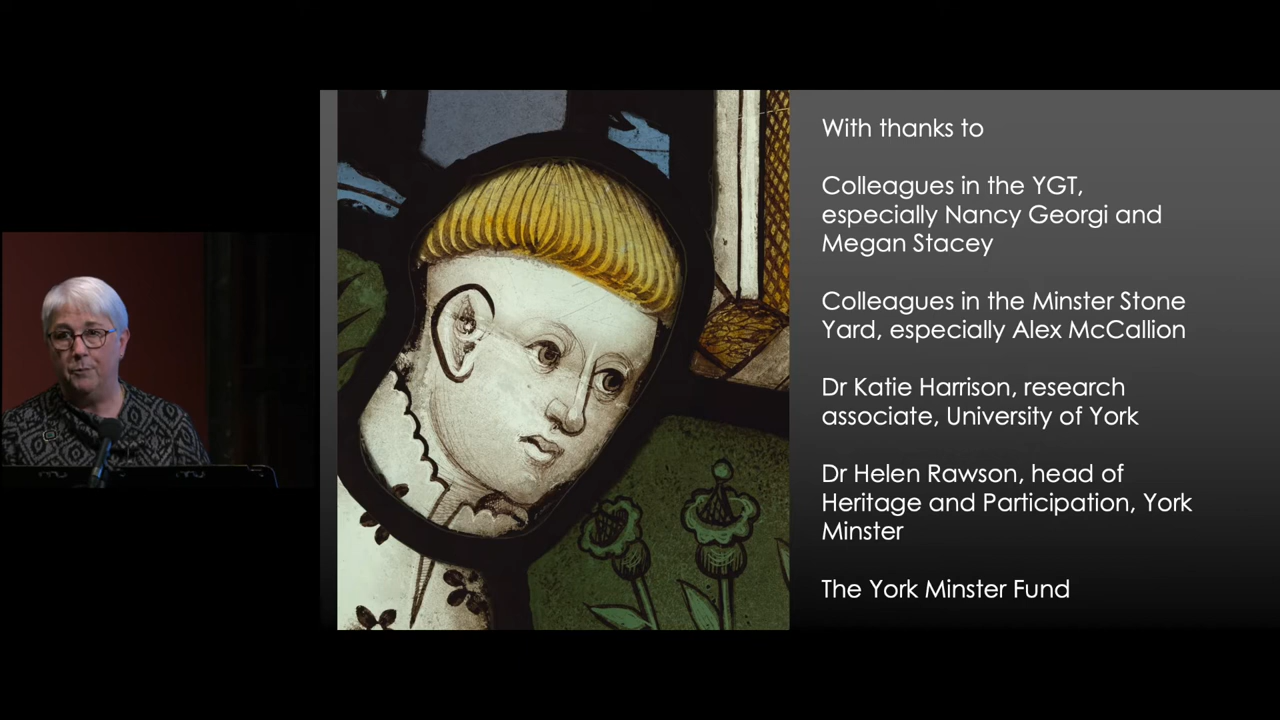 With thanks to
Colleagues in the YGT,
especially Nancy Georgi and
Megan Stacey
Colleagues in the Minster Stone
Yard, especially Alex McCallion
Dr Katie Harrison, research
associate, University of York
Dr Helen Rawson, head of
Heritage and Participation, York
Minster
The York Minster Fund